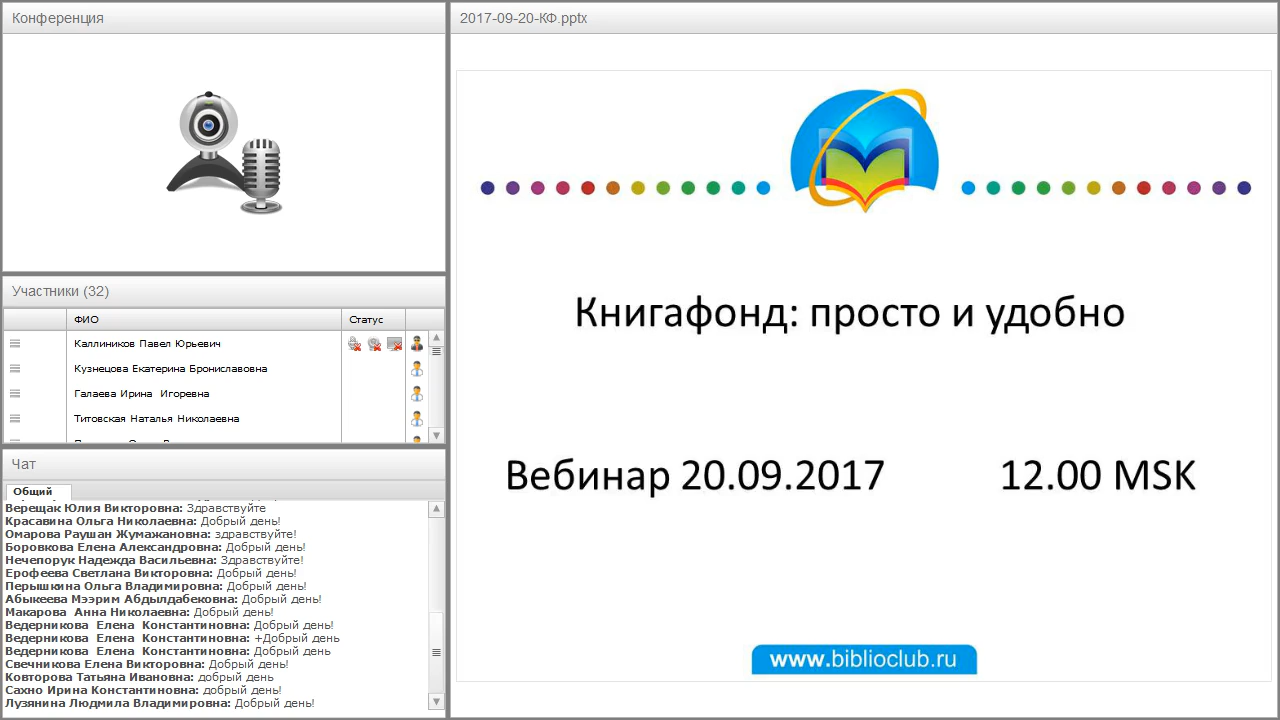 Конференция
2017-09-20-КФ.pptx
Участники (32)
ФИО
Статус
Каллиников Павел Юрьевич
Кузнецова Екатерина Брониславовна
Галаева Ирина Игоревна
Титовская Наталья Николаевна
Чат
Общий
Верещак Юлия Викторовна: Здравствуйте
Красавина Ольга Николаевна: Добрый день!
Омарова Раушан Жумажановна: здравствуйте!
Боровкова Елена Александровна: Добрый день!
Нечепорук Надежда Васильевна: Здравствуйте!
Ерофеева Светлана Викторовна: Добрый день!
Перышкина Ольга Владимировна: Добрый день!
Абыкеева Мээрим Абдылдабековна: Добрый день!
Макарова Анна Николаевна: Добрый день!
Ведерникова Елена Константиновна: Добрый день!
Ведерникова Елена Константиновна: +Добрый день
Ведерникова Елена Константиновна: Добрый день
Свечникова Елена Викторовна: Добрый день!
Ковторова Татьяна Ивановна: добрый день
Сахно Ирина Константиновна: добрый день!
Лузянина Людмила Владимировна: Добрый день!
Книгафонд: просто и удобно
Вебинар 20.09.2017 12.00 MSK
www.biblioclub.ru